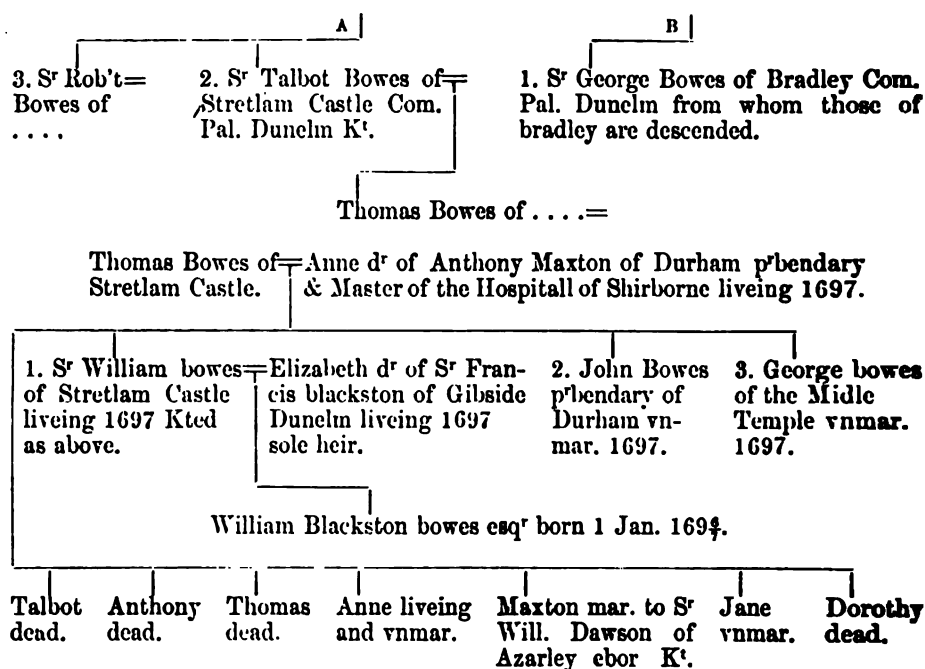 A
B
3. Sʳ Rob't=
Bowes of
. . . .
2. Sʳ Talbot Bowes of=
Stretlam Castle Com.
Pal. Dunelm Kᵗ.
1. Sʳ George Bowes of Bradley Com.
Pal. Dunelm from whom those of
bradley are descended.
Thomas Bowes of . . . .=
Thomas Bowes of=Anne dʳ of Anthony Maxton of Durham p'bendary
Stretlam Castle. & Master of the Hospitall of Shirborne liveing 1697.
1. Sʳ William bowes=
of Stretlam Castle
liveing 1697 Kted
as above.
Elizabeth dʳ of Sʳ Fran-
cis blackston of Gibside
Dunelm liveing 1697
sole heir.
2. John Bowes
p'bendary of
Durham vn-
mar. 1697.
3. George bowes
of the Midle
Temple vnmar.
1697.
William Blackston bowes esqʳ born 1 Jan.
Talbot
dead.
Anthony
dead.
Thomas
dead.
Anne liveing
and vnmar.
Maxton mar. to Sʳ
Will. Dawson of
Azarley ebor Kᵗ.
Jane
vnmar.
Dorothy
dead.